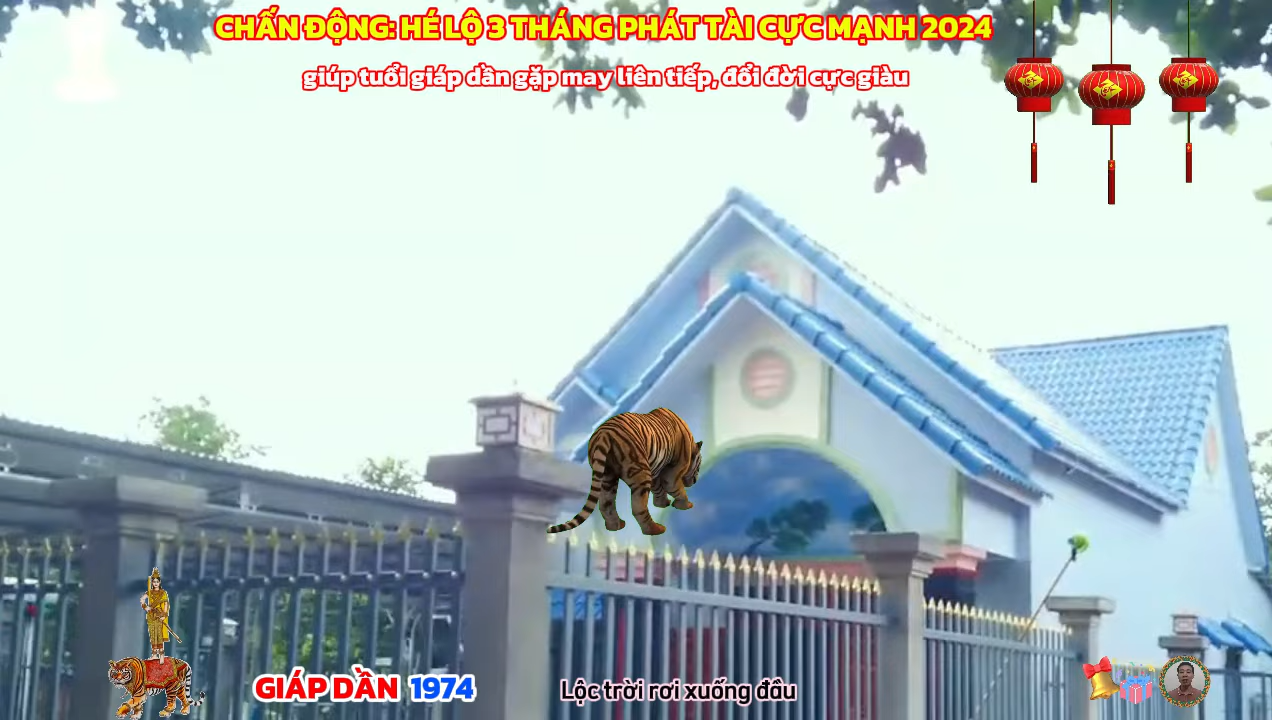 CHẤN ĐỘNG: HÉ LỘ 3 THÁNG PHÁT TÀI CỰC MẠNH 2024
giúp tuổi giáp dần gặp may liên tiếp, đổi đời cực giàu
GIÁP DẦN 1974
Lộc trời rơi xuống đầu